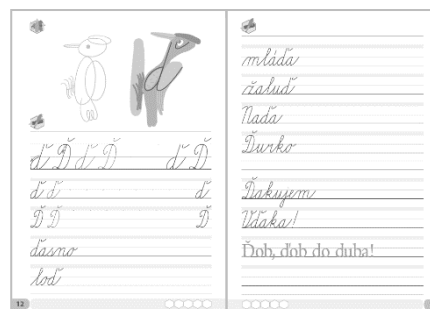 ď Ď ď Ď ď Ď
ď ď ď
Ď Ď Ď
ďasno
loď
12
mláďa
žaluď
Naďa
Ďurko
Ďakujem
Vďaka!
Ďob, ďob do duba!